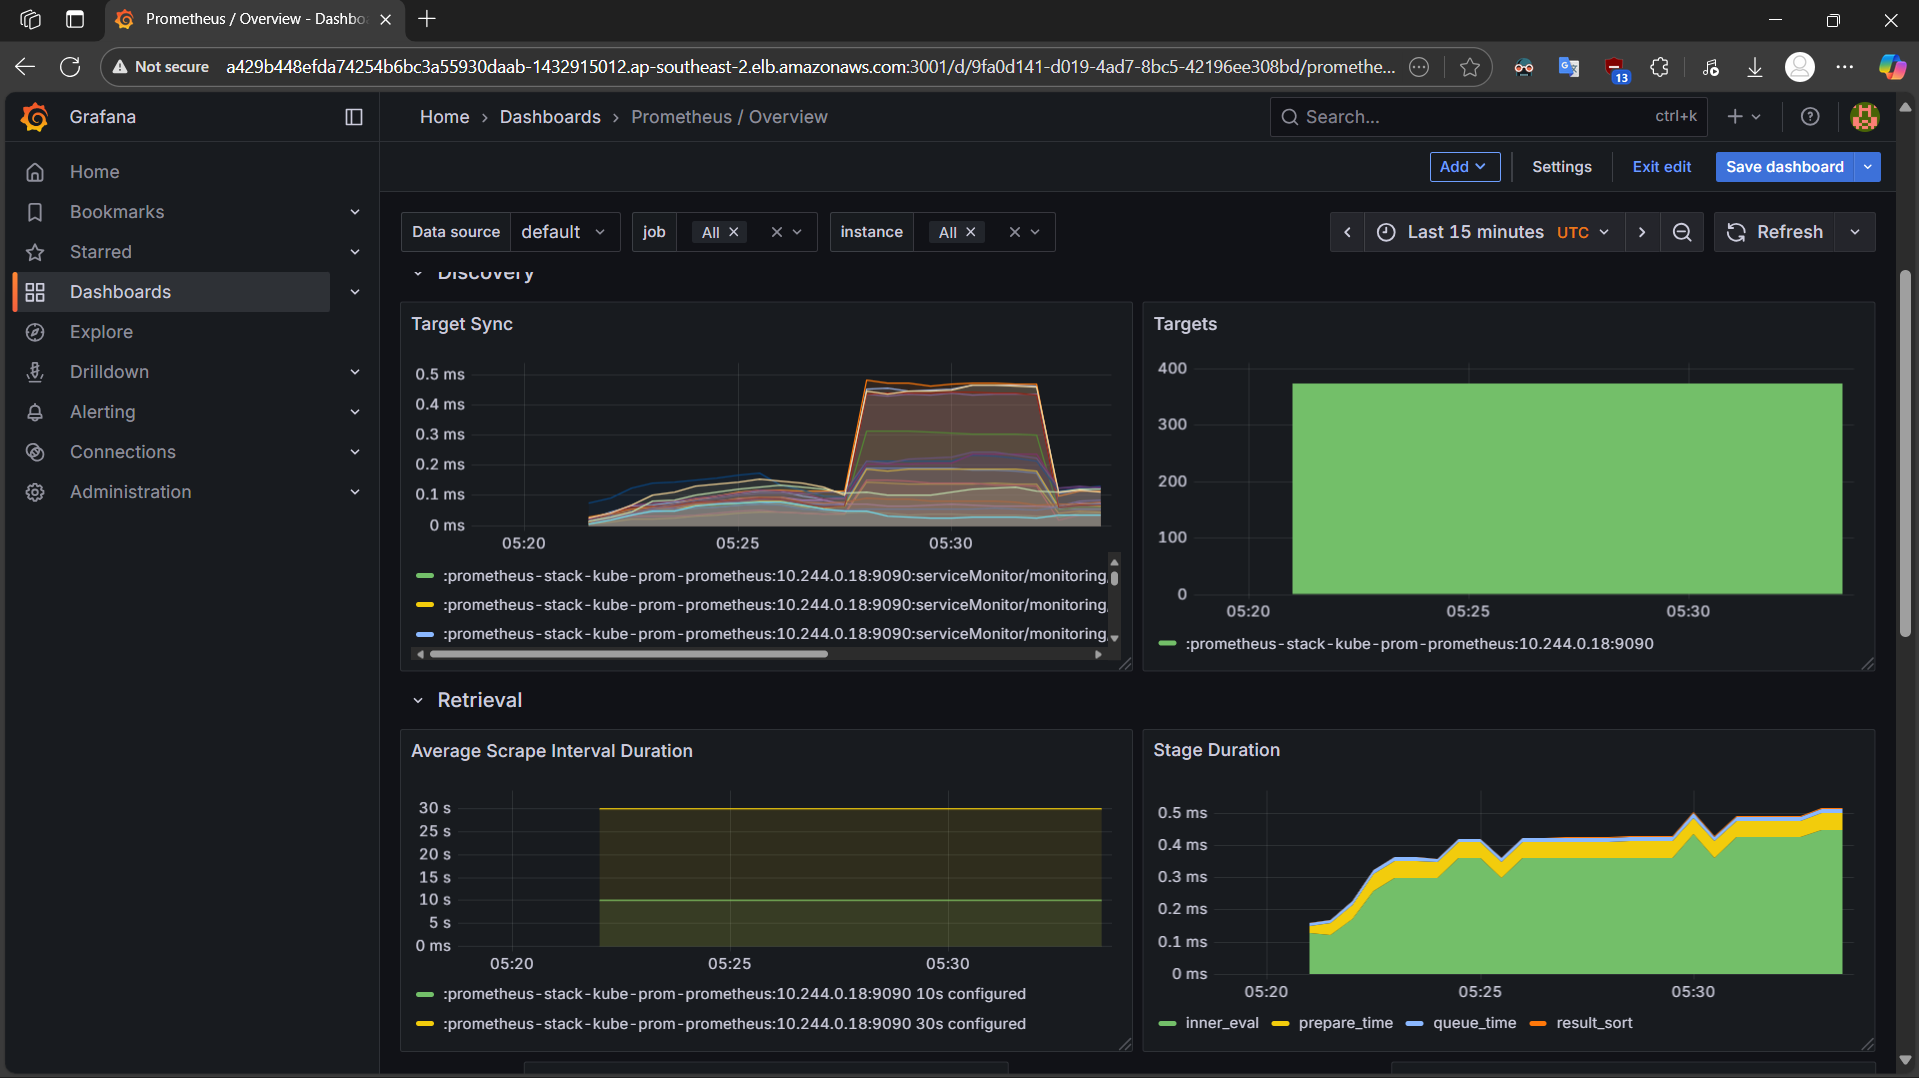 Prometheus / Overview - Dashbo
Not secure a429b448efda74254b6bc3a55930daab-1432915012.ap-southeast-2.elb.amazonaws.com:3001/d/9fa0d141-d019-4ad7-8bc5-42196ee308bd/promethe...
13
Grafana
Home › Dashboards › Prometheus / Overview
Search... ctrl+k
Home
Bookmarks
Starred
Dashboards
Explore
Drilldown
Alerting
Connections
Administration
Add Settings Exit edit Save dashboard
Data source default job All instance All Last 15 minutes UTC Refresh
Discovery
Target Sync
0.5 ms
0.4 ms
0.3 ms
0.2 ms
0.1 ms
0 ms
05:20 05:25 05:30
:prometheus-stack-kube-prom-prometheus:10.244.0.18:9090:serviceMonitor/monitoring
:prometheus-stack-kube-prom-prometheus:10.244.0.18:9090:serviceMonitor/monitoring
:prometheus-stack-kube-prom-prometheus:10.244.0.18:9090:serviceMonitor/monitoring
Targets
400
300
200
100
0
05:20 05:25 05:30
:prometheus-stack-kube-prom-prometheus:10.244.0.18:9090
Retrieval
Average Scrape Interval Duration
30 s
25 s
20 s
15 s
10 s
5 s
0 ms
05:20 05:25 05:30
:prometheus-stack-kube-prom-prometheus:10.244.0.18:9090 10s configured
:prometheus-stack-kube-prom-prometheus:10.244.0.18:9090 30s configured
Stage Duration
0.5 ms
0.4 ms
0.3 ms
0.2 ms
0.1 ms
0 ms
05:20 05:25 05:30
inner_eval prepare_time queue_time result_sort